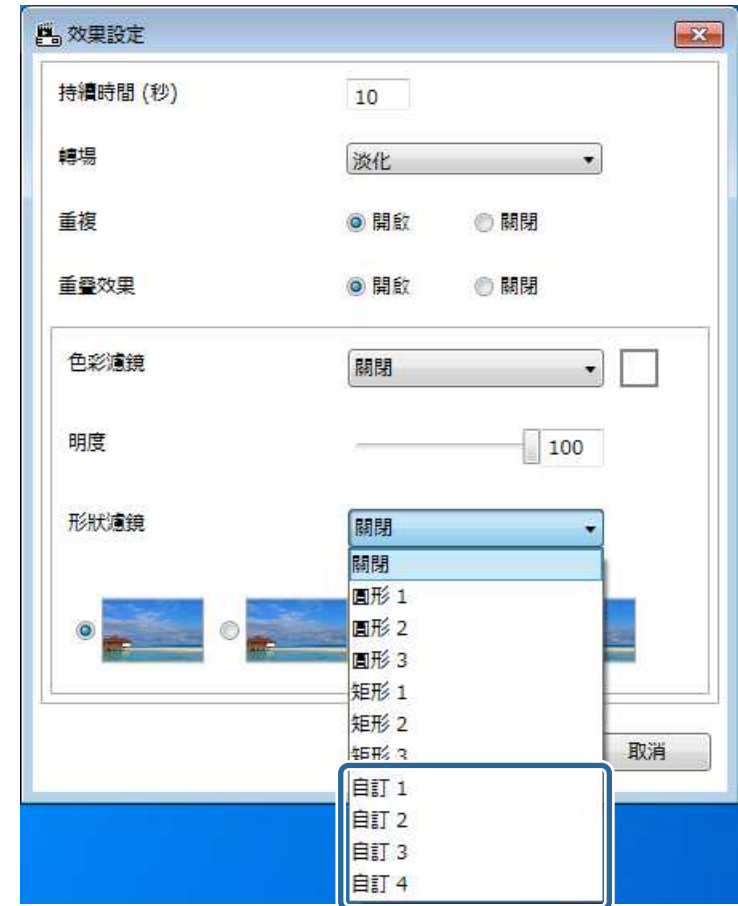 效果設定
持續時間 (秒) 10
轉場 淡化
重複 開啟 關閉
重疊效果 開啟 關閉
色彩濾鏡 關閉
明度 100
形狀濾鏡 關閉
關閉
圓形 1
圓形 2
圓形 3
矩形 1
矩形 2
矩形 3
取消
自訂 1
自訂 2
自訂 3
自訂 4